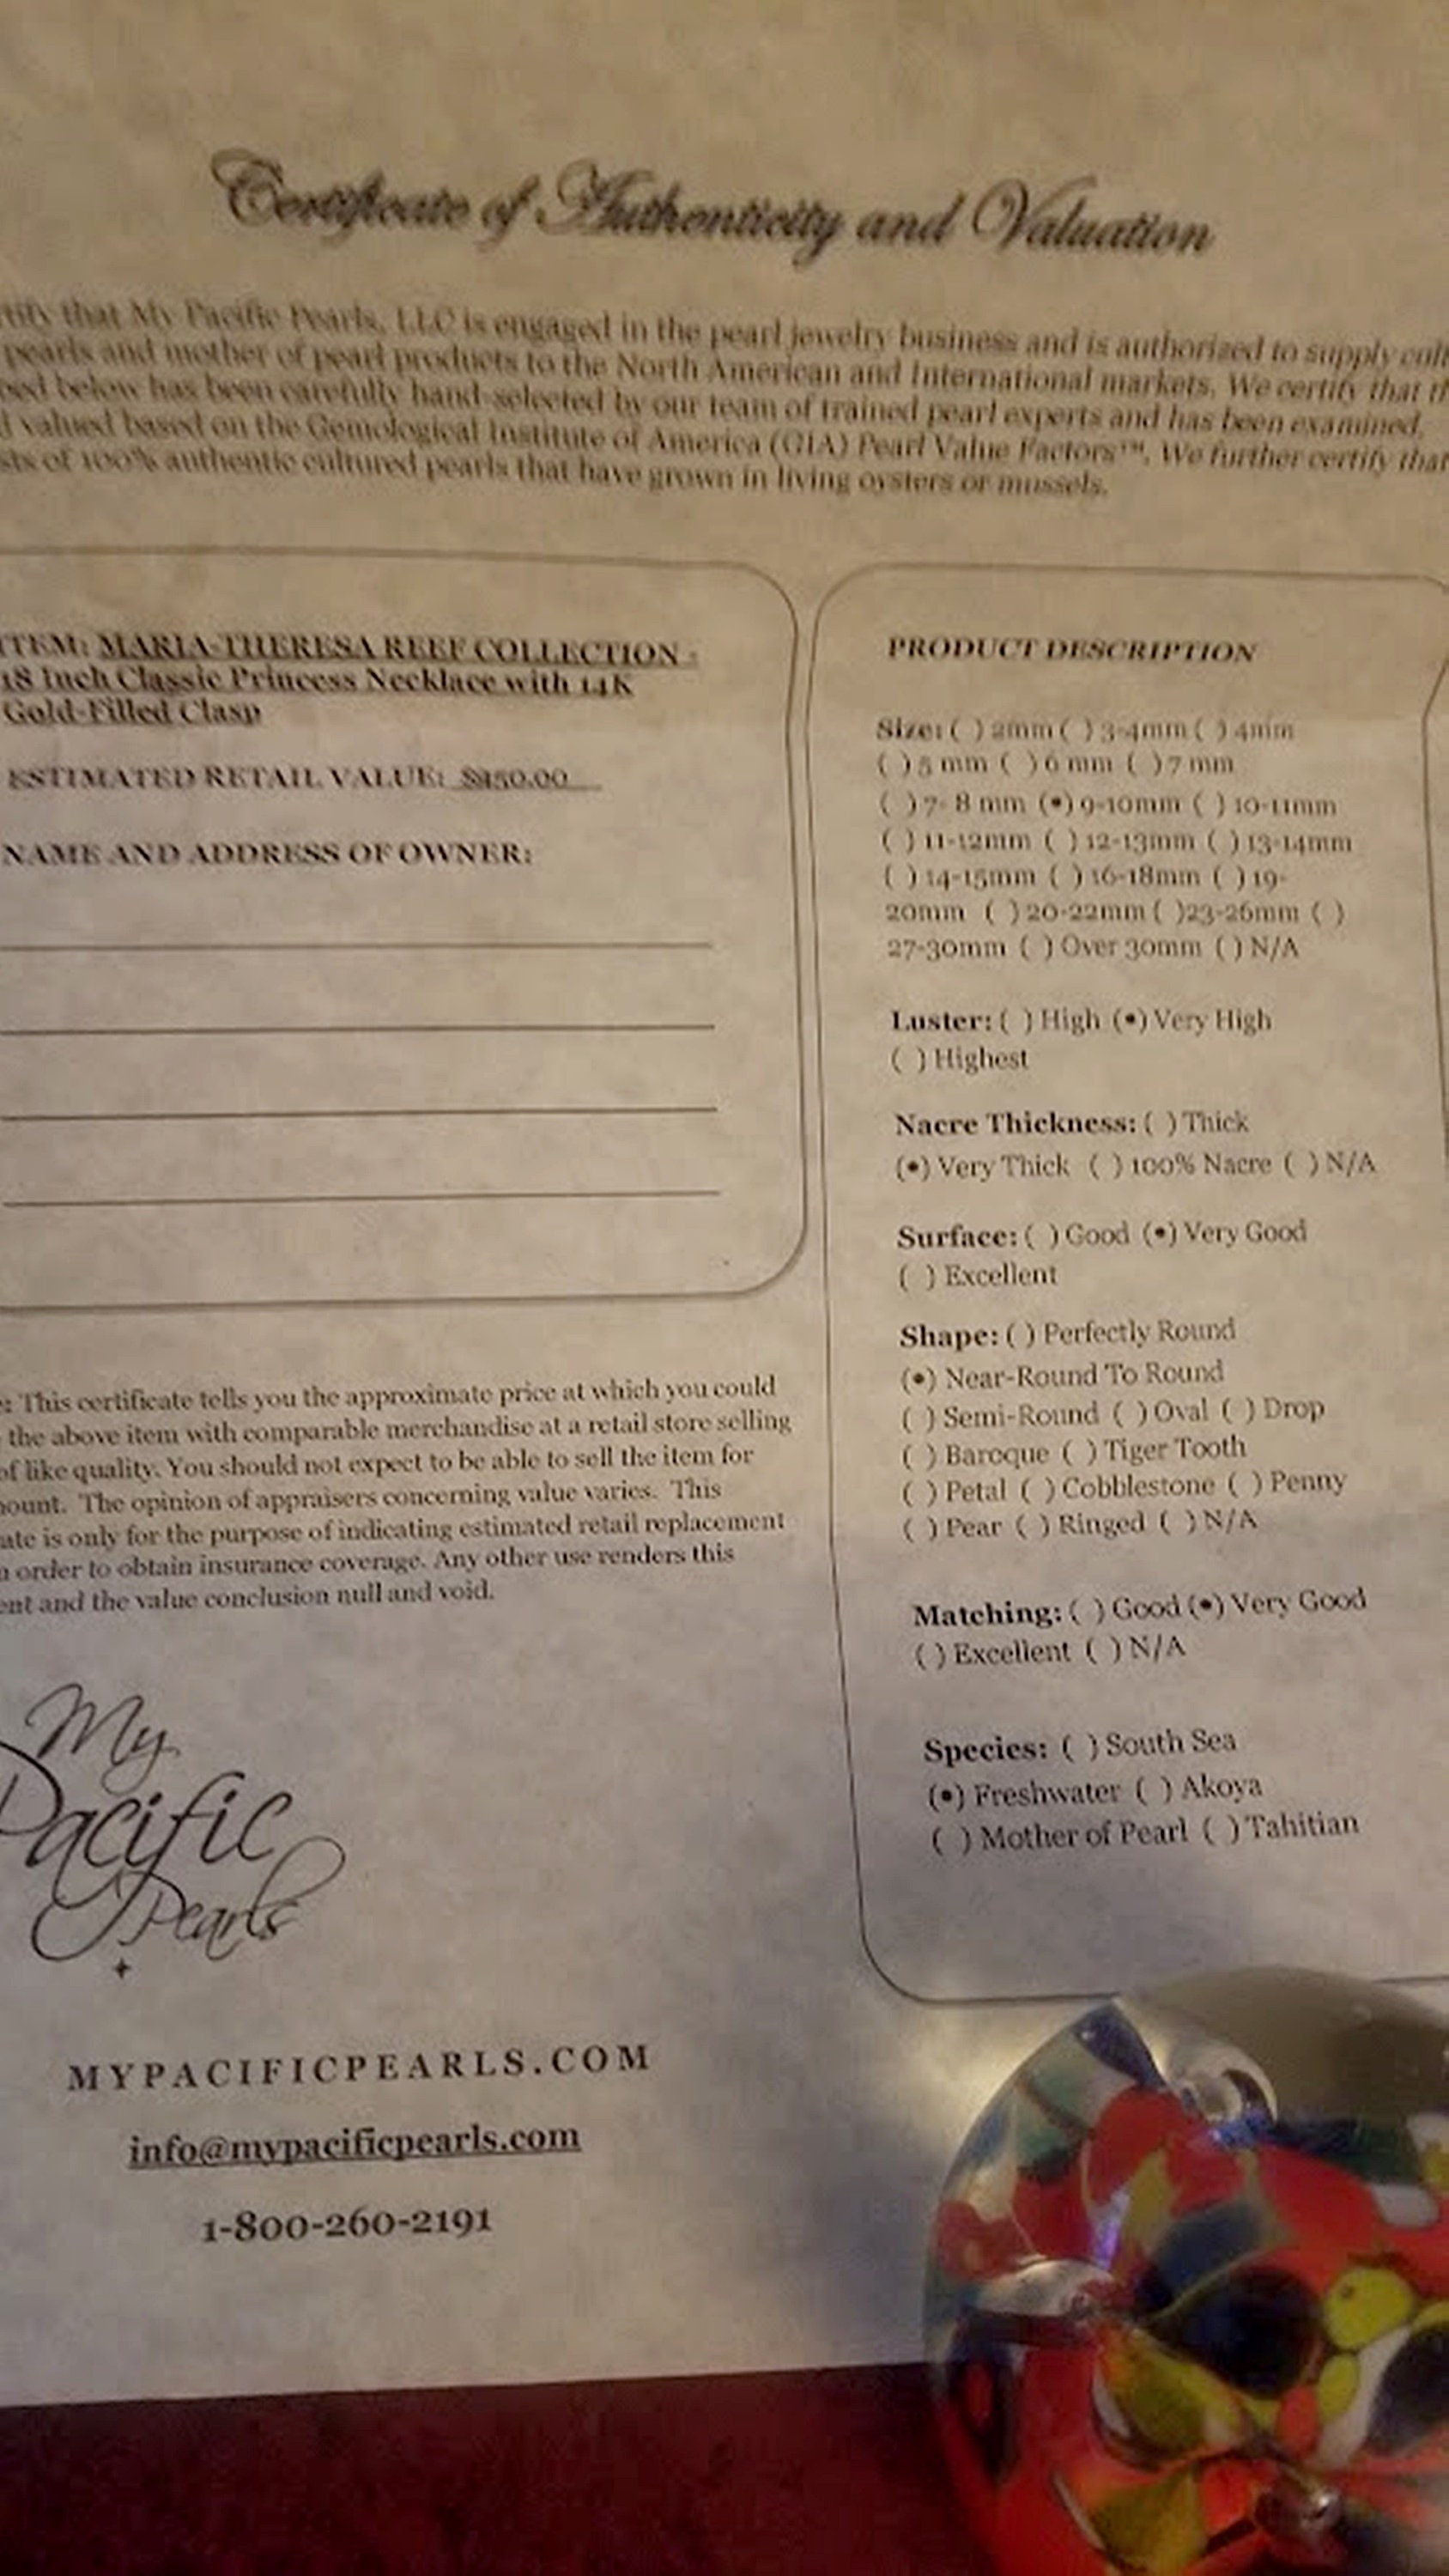 Certificate of Authenticity and Valuation
that My Pacific Pearls, LLC is engaged in the pearl jewelry business and is authorized to supply
pearls and mother of pearl products to the North American and International markets. We certify that
below has been carefully hand-selected by our team of trained pearl experts and has been examined,
valued based on the Gemological Institute of America (GIA) Pearl Value Factors™. We further certify that
of 100% authentic cultured pearls that have grown in living oysters or mussels.
ITEM: MARIA-THERESA REEF COLLECTION -
18 Inch Classic Princess Necklace with 14K
Gold-Filled Clasp
ESTIMATED RETAIL VALUE:
NAME AND ADDRESS OF OWNER:
: This certificate tells you the approximate price at which you could
the above item with comparable merchandise at a retail store selling
of like quality. You should not expect to be able to sell the item for
The opinion of appraisers concerning value varies. This
is only for the purpose of indicating estimated retail replacement
order to obtain insurance coverage. Any other use renders this
and the value conclusion null and void.
My
Pacific
Pearls
MYPACIFICPEARLS.COM
info@mypacificpearls.com
1-800-260-2191
PRODUCT DESCRIPTION
Size: ( ) 2mm ( ) 3-4mm ( ) 4mm
( ) 5 mm ( ) 6 mm ( ) 7 mm
( ) 7- 8 mm (•) 9-10mm ( ) 10-11mm
( ) 11-12mm ( ) 12-13mm ( ) 13-14mm
( ) 14-15mm ( ) 16-18mm ( ) 19-
20mm ( ) 20-22mm ( )23-26mm ( )
27-30mm ( ) Over 30mm ( ) N/A
Luster: ( ) High (•) Very High
( ) Highest
Nacre Thickness: ( ) Thick
(•) Very Thick ( ) 100% Nacre ( ) N/A
Surface: ( ) Good (•) Very Good
( ) Excellent
Shape: ( ) Perfectly Round
(•) Near-Round To Round
( ) Semi-Round ( ) Oval ( ) Drop
( ) Baroque ( ) Tiger Tooth
( ) Petal ( ) Cobblestone ( ) Penny
( ) Pear ( ) Ringed ( ) N/A
Matching: ( ) Good (•) Very Good
( ) Excellent ( ) N/A
Species: ( ) South Sea
(•) Freshwater ( ) Akoya
( ) Mother of Pearl ( ) Tahitian